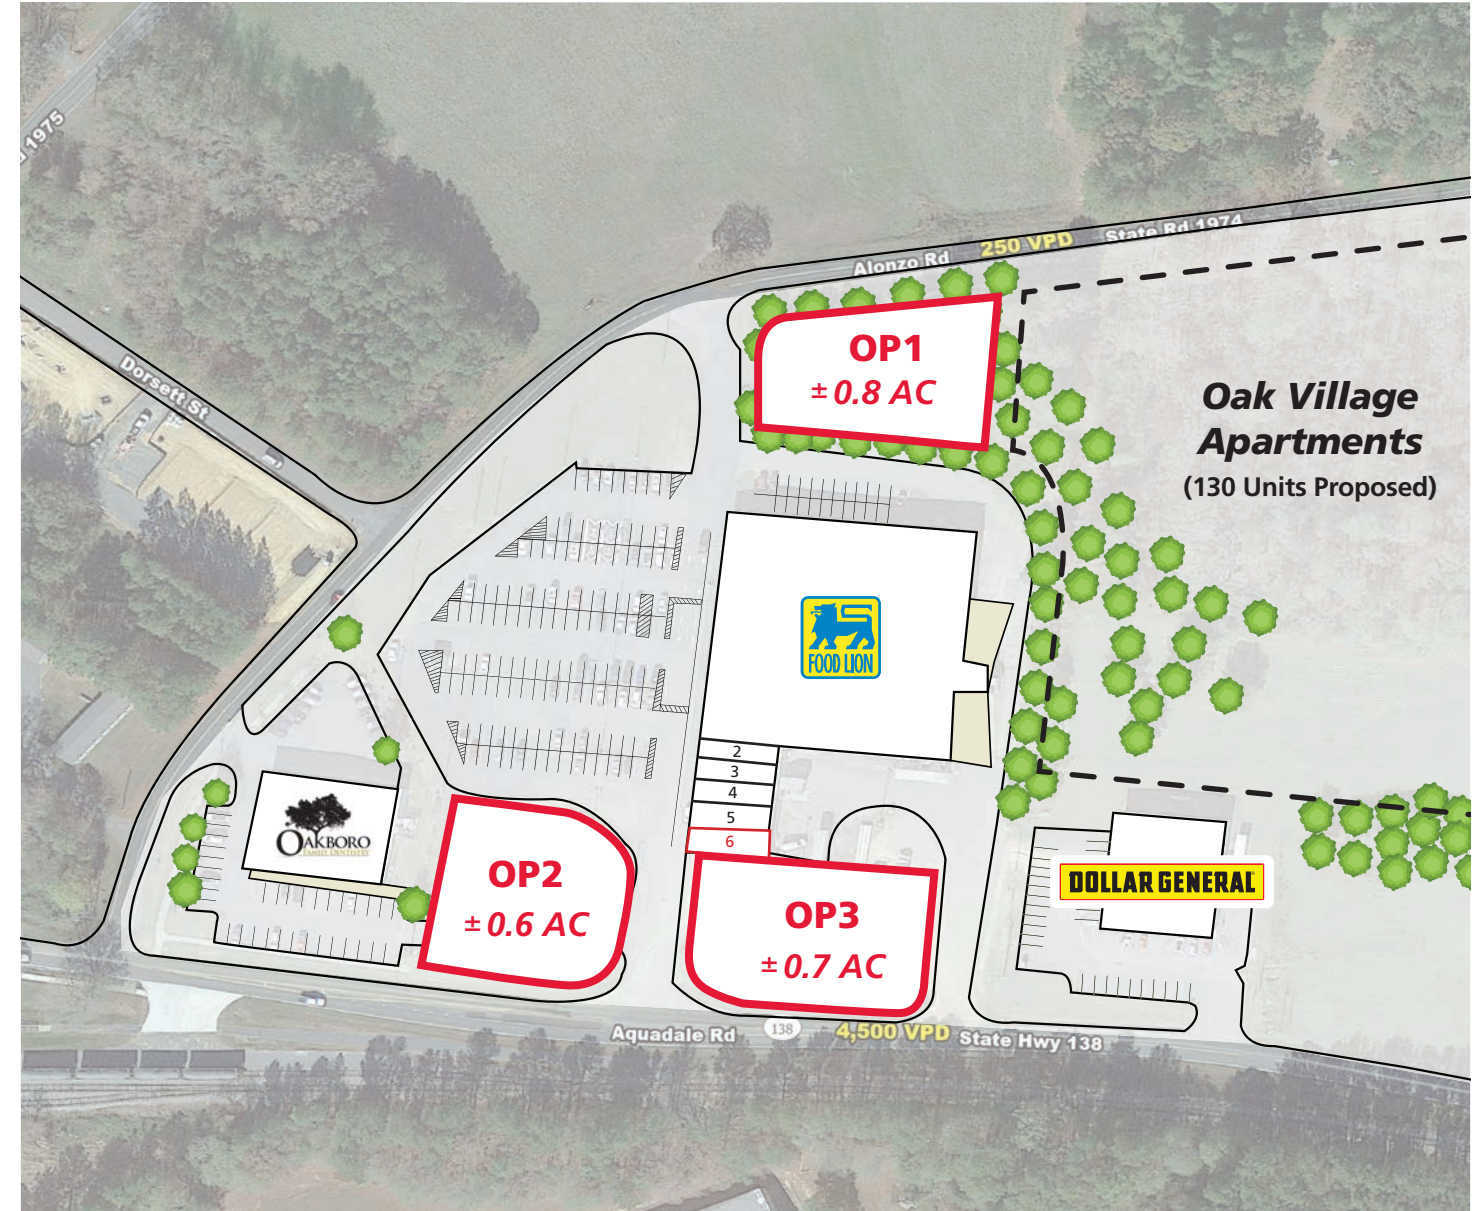 d 1975
Alonzo Rd
250 VPD
State Rd 1974
Dorsett St
OP1
± 0.8 AC
Oak Village
Apartments
(130 Units Proposed)
FOOD LION
2
3
4
5
6
OAKBORO
FAMILY DENTISTRY
OP2
± 0.6 AC
OP3
± 0.7 AC
DOLLAR GENERAL
Aquadale Rd
138
4,500 VPD
State Hwy 138